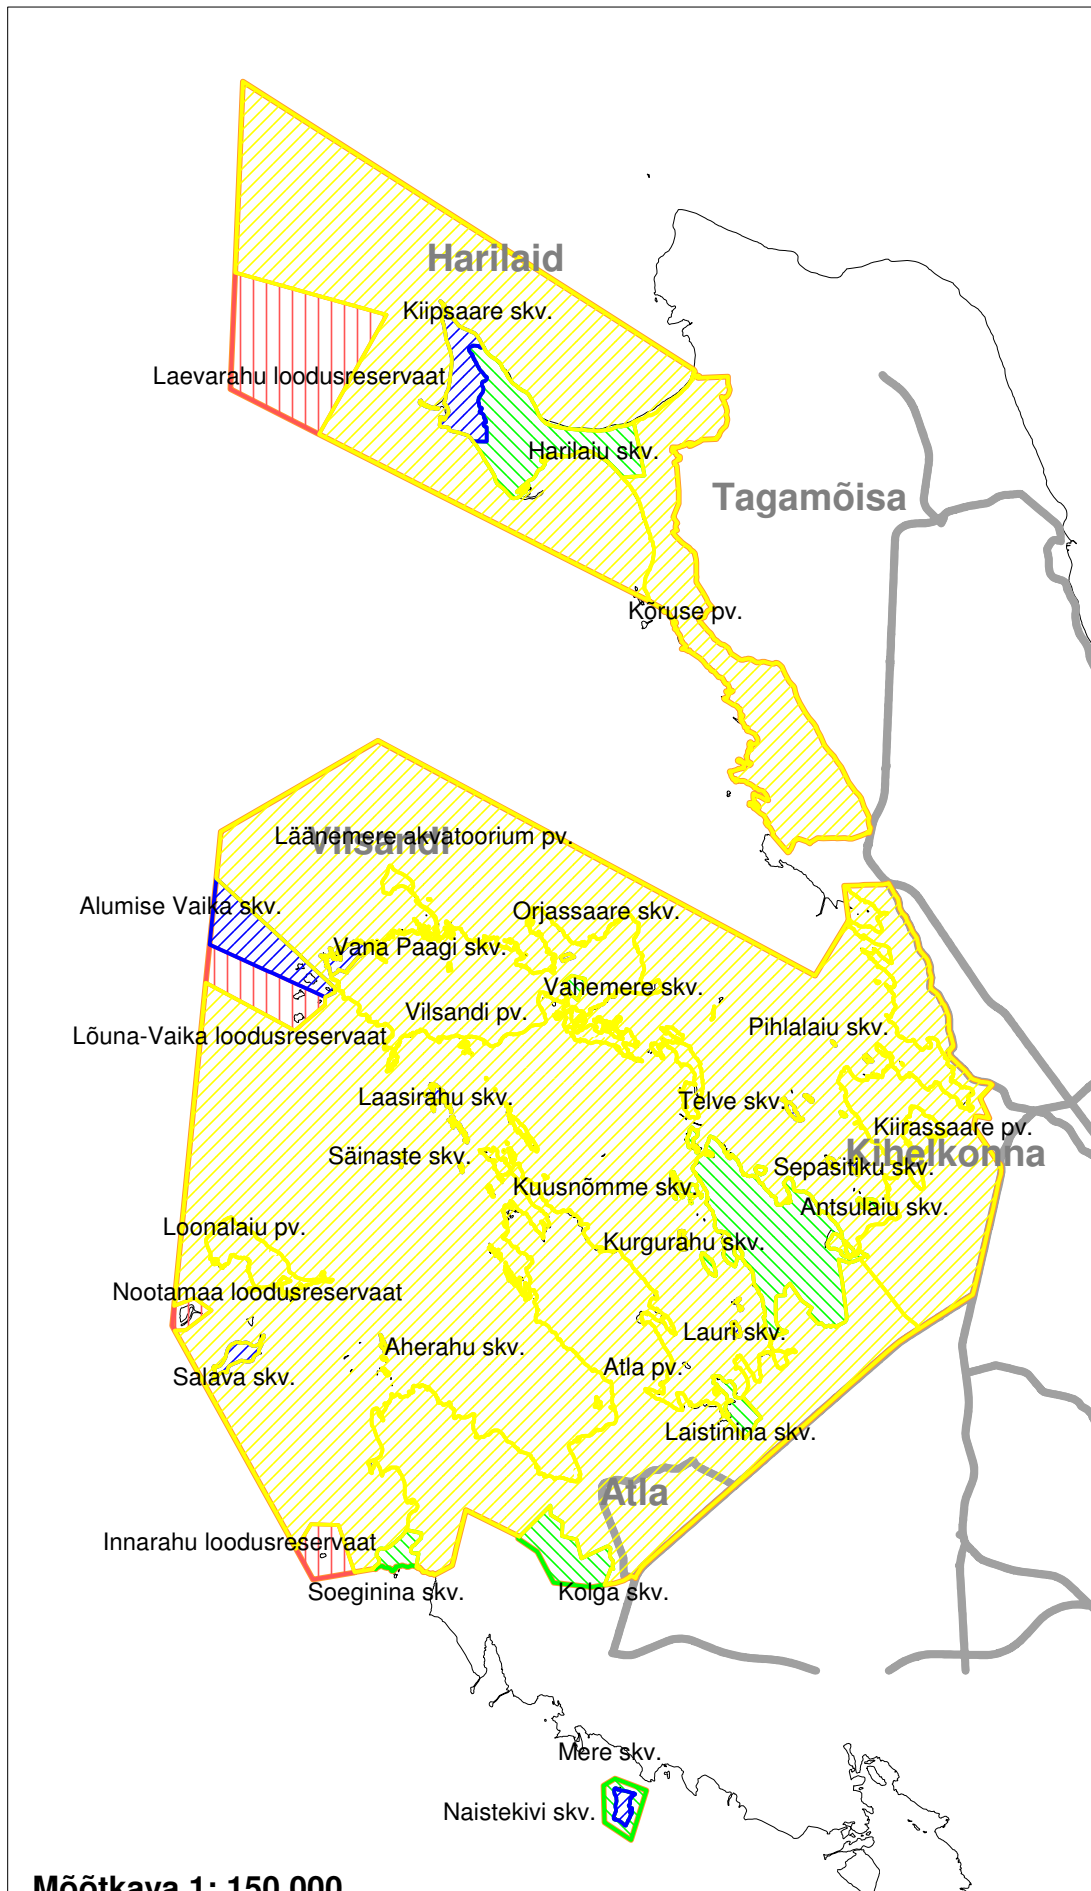 Harilaid
Kiipsaare skv.
Laevarahu loodusreservaat
Harilaiu skv.
Tagamõisa
Kõruse pv.
Läänemere akvatoorium pv.
Vilsandi
Alumise Vaika skv.
Orjassaare skv.
Vana Paagi skv.
Vahemere skv.
Vilsandi pv.
Pihlalaiu skv.
Lõuna-Vaika loodusreservaat
Laasirahu skv.
Telve skv.
Kiirassaare pv.
Kihelkonna
Säinaste skv.
Sepasitiku skv.
Kuusnõmme skv.
Antsulaiu skv.
Loonalaiu pv.
Kurgurahu skv.
Nootamaa loodusreservaat
Lauri skv.
Aherahu skv.
Atla pv.
Salava skv.
Laistinina skv.
Atla
Innarahu loodusreservaat
Soeginina skv.
Kolga skv.
Mere skv.
Naistekivi skv.
Mõõtkava 1: 150 000